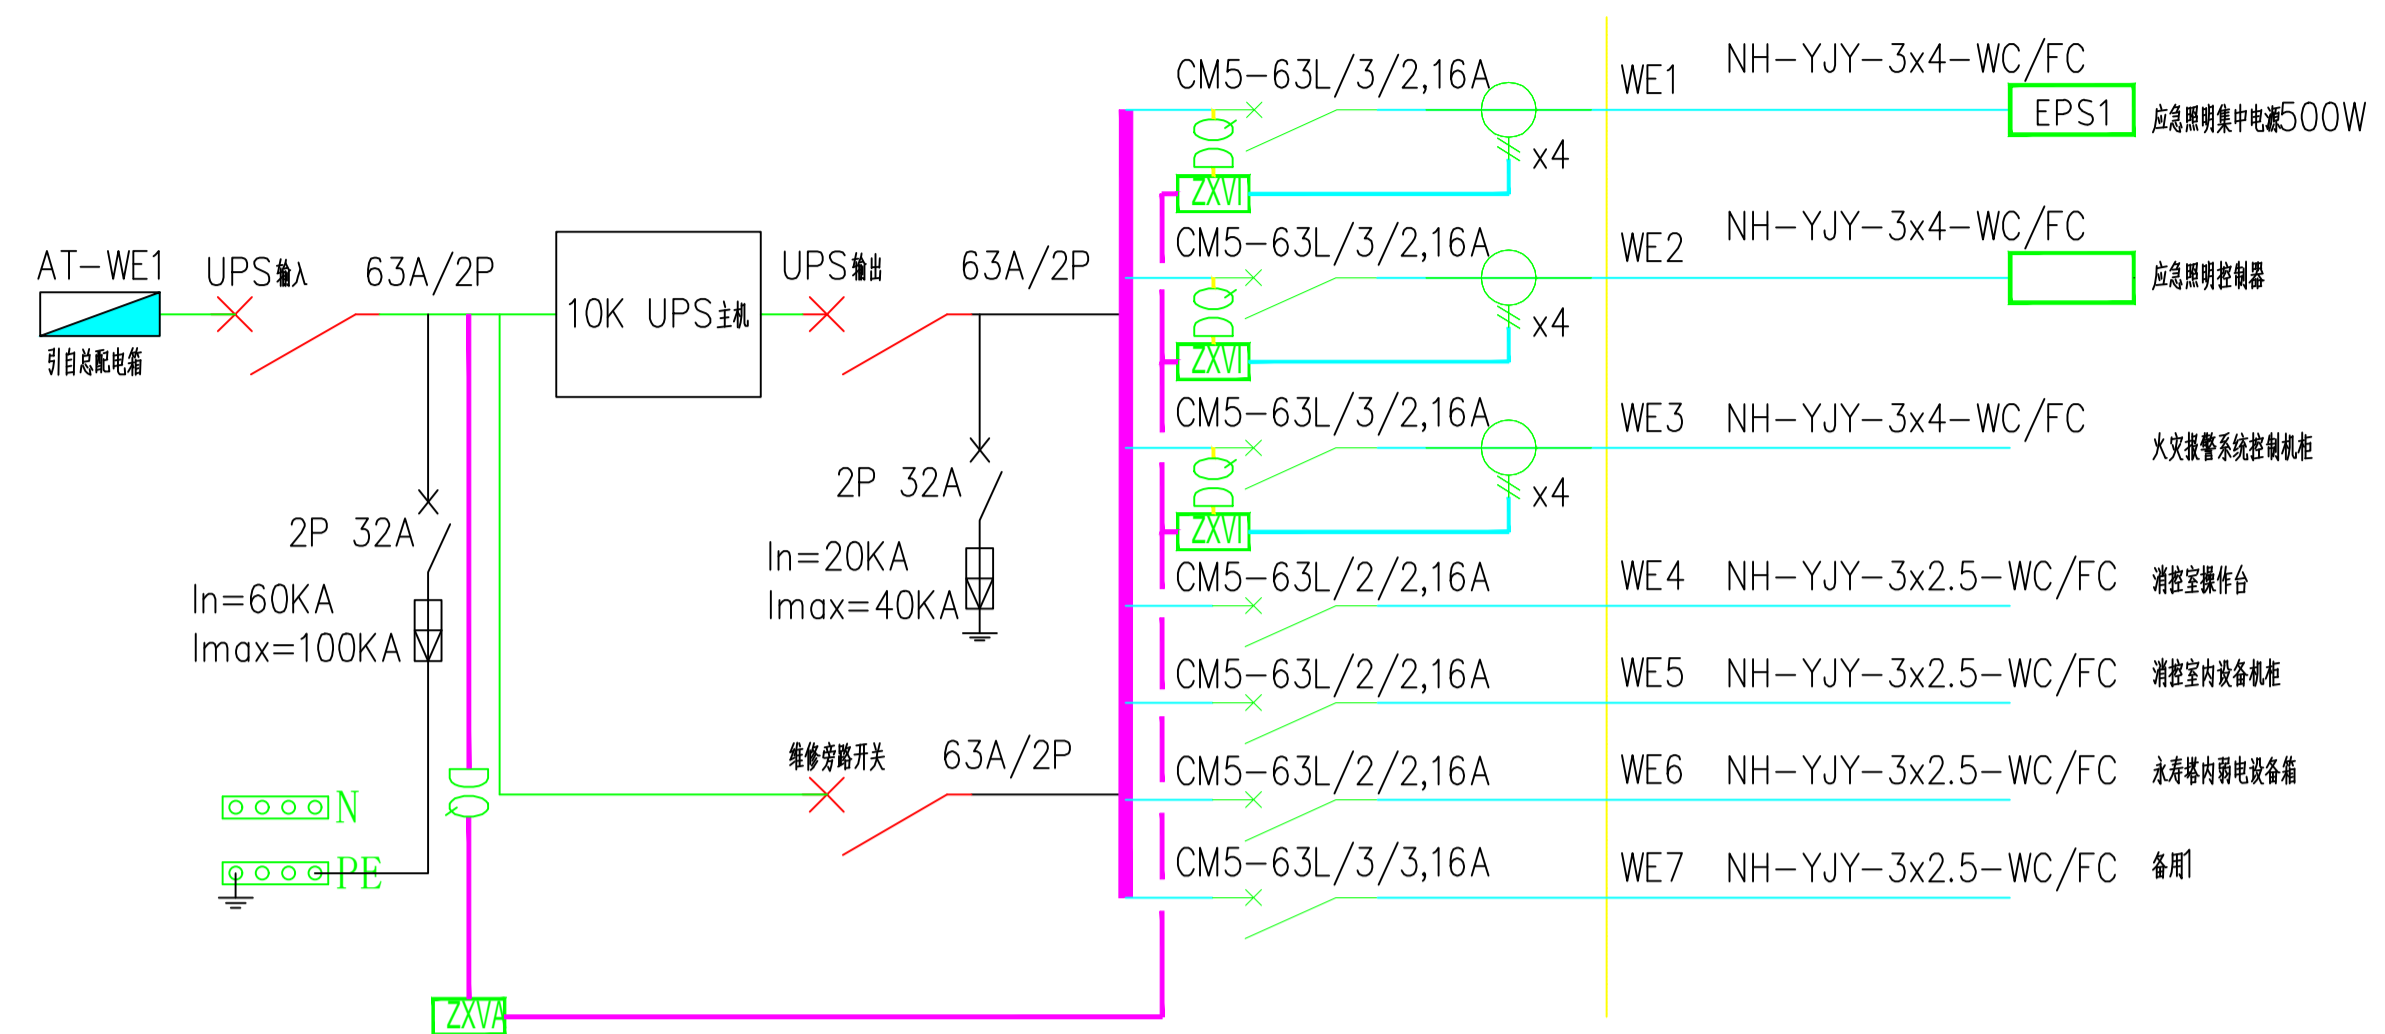 AT-WE1
引自总配电箱
UPS输入
63A/2P
10K UPS主机
UPS输出
63A/2P
2P 32A
In=60KA
Imax=100KA
2P 32A
In=20KA
Imax=40KA
维修旁路开关
63A/2P
N
PE
ZXVA
CM5-63L/3/2,16A
WE1
NH-YJY-3x4-WC/FC
EPS1
应急照明集中电源500W
x4
ZXVI
CM5-63L/3/2,16A
WE2
NH-YJY-3x4-WC/FC
应急照明控制器
x4
ZXVI
CM5-63L/3/2,16A
WE3
NH-YJY-3x4-WC/FC
火灾报警系统控制机柜
x4
ZXVI
CM5-63L/2/2,16A
WE4
NH-YJY-3x2.5-WC/FC
消控室操作台
CM5-63L/2/2,16A
WE5
NH-YJY-3x2.5-WC/FC
消控室内设备机柜
CM5-63L/2/2,16A
WE6
NH-YJY-3x2.5-WC/FC
永寿塔内弱电设备箱
CM5-63L/3/3,16A
WE7
NH-YJY-3x2.5-WC/FC
备用1